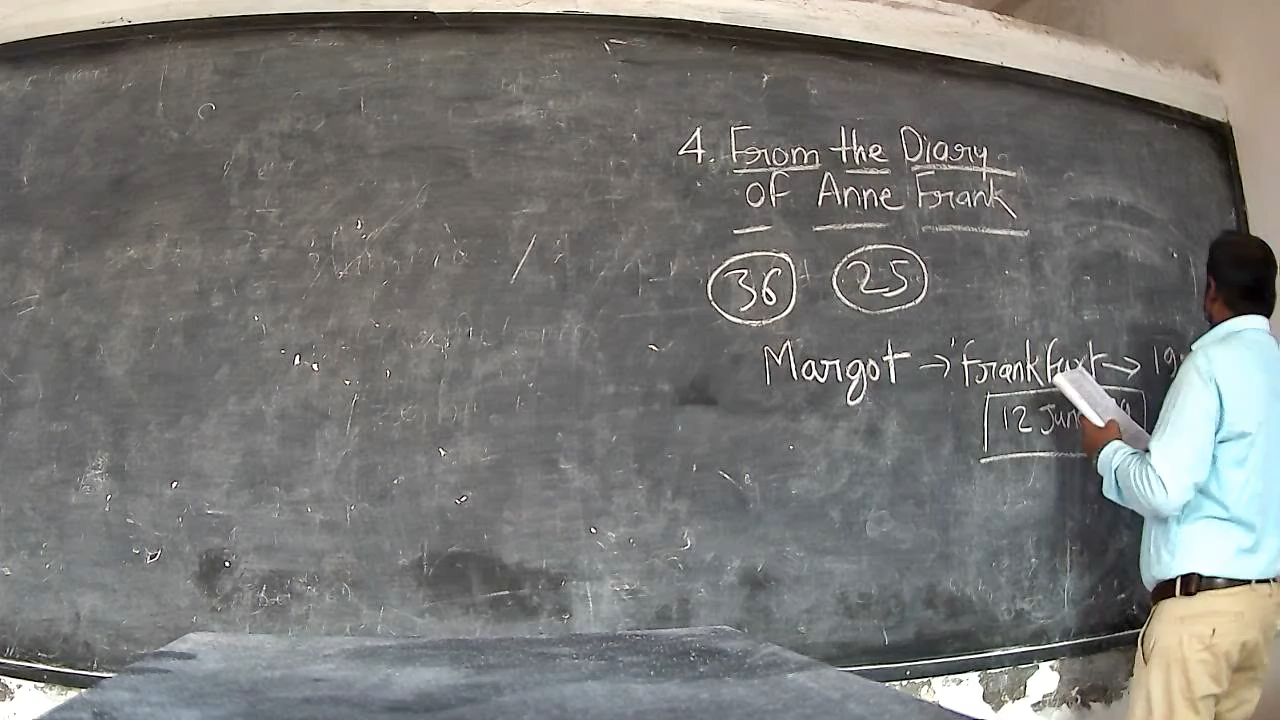 4. From the Diary
of Anne Frank
36 25
Margot → Frankfurt → 19
12 Jun